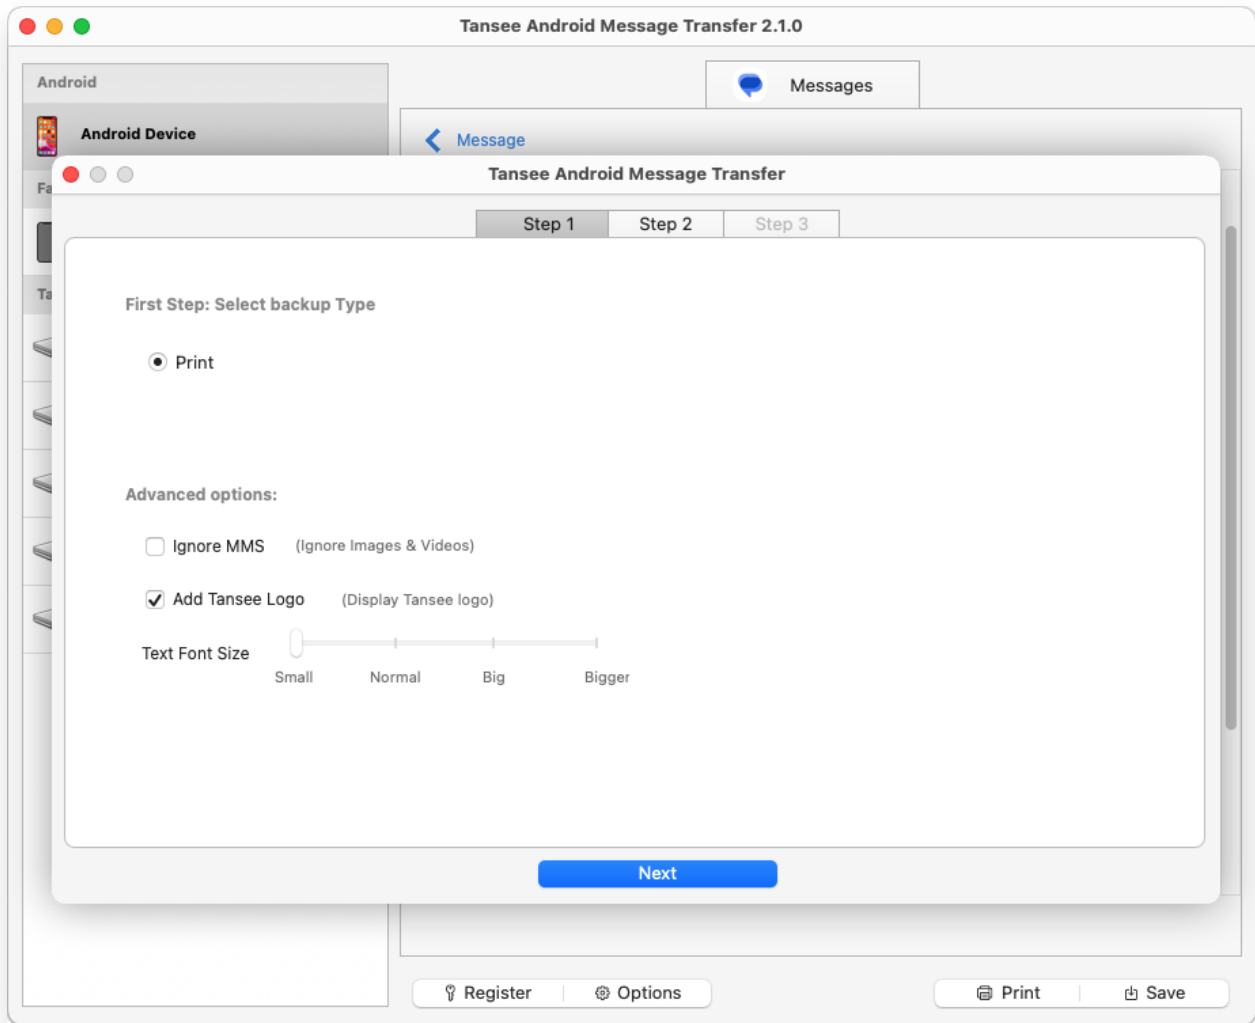 Tansee Android Message Transfer 2.1.0
Android
Messages
Android Device
Message
Tansee Android Message Transfer
Fa
Step 1 Step 2 Step 3
Ta
First Step: Select backup Type
Print
Advanced options:
Ignore MMS (Ignore Images & Videos)
Add Tansee Logo (Display Tansee logo)
Text Font Size
Small Normal Big Bigger
Next
Register Options Print Save